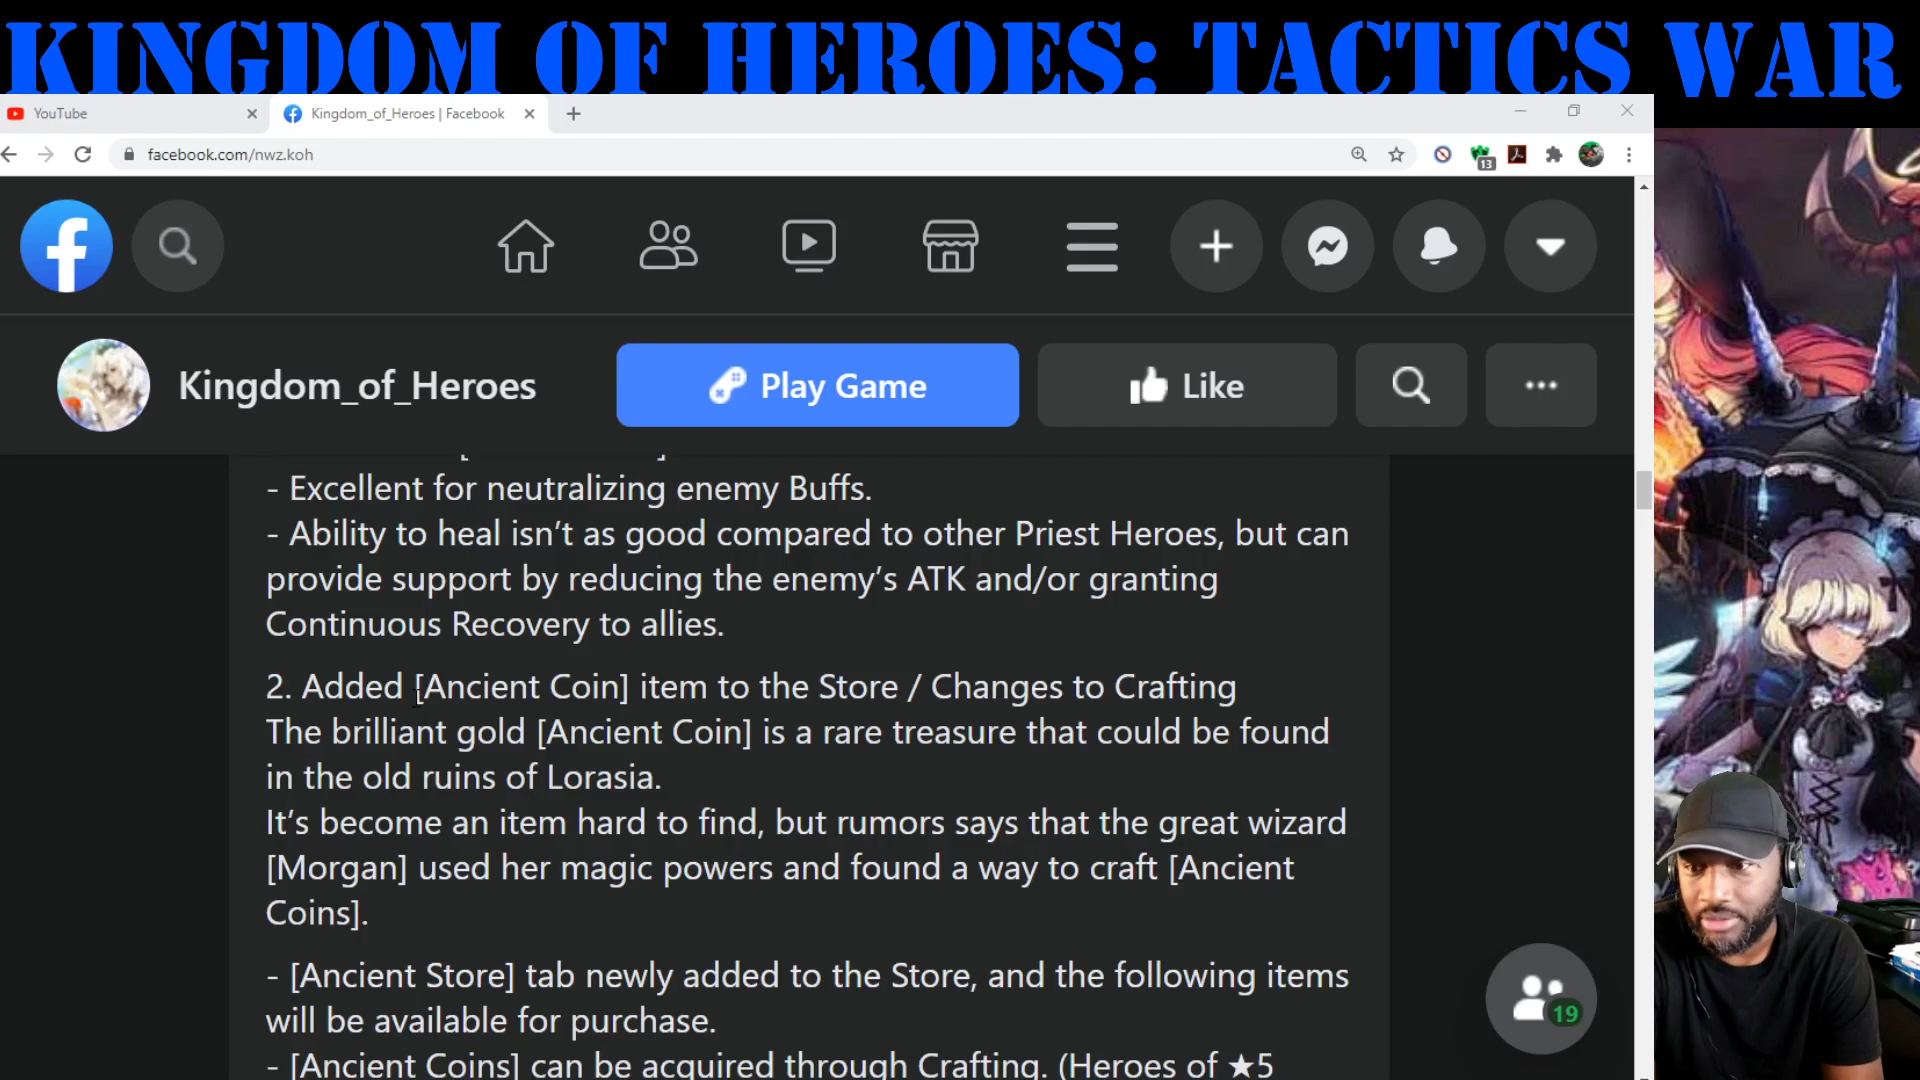 KINGDOM OF HEROES: TACTICS WAR
YouTube
Kingdom_of_Heroes | Facebook
facebook.com/nwz.koh
13
Kingdom_of_Heroes
Play Game
Like
- Excellent for neutralizing enemy Buffs.
- Ability to heal isn't as good compared to other Priest Heroes, but can
provide support by reducing the enemy's ATK and/or granting
Continuous Recovery to allies.
2. Added [Ancient Coin] item to the Store / Changes to Crafting
The brilliant gold [Ancient Coin] is a rare treasure that could be found
in the old ruins of Lorasia.
It's become an item hard to find, but rumors says that the great wizard
[Morgan] used her magic powers and found a way to craft [Ancient
Coins].
- [Ancient Store] tab newly added to the Store, and the following items
will be available for purchase.
- [Ancient Coins] can be acquired through Crafting. (Heroes of ★5
19